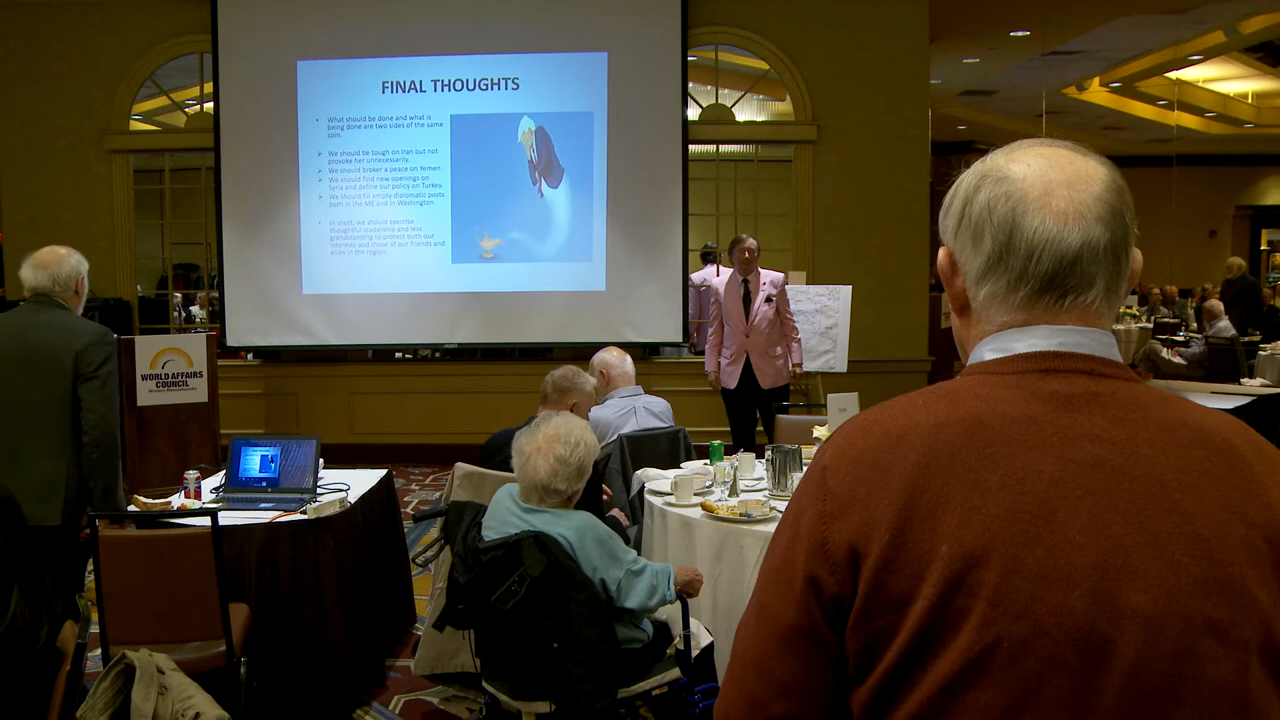 FINAL THOUGHTS
• What should be done and what is
being done are two sides of the same
coin.
➢ We should be tough on Iran but not
provoke her unnecessarily.
➢ We should broker a peace on Yemen.
➢ We should find new openings on
Syria and define our policy on Turkey.
➢ We should fill empty diplomatic posts
both in the ME and in Washington.
• In short, we should exercise
thoughtful leadership and less
grandstanding to protect both our
interests and those of our friends and
allies in the region.
WORLD AFFAIRS
COUNCIL
Western Massachusetts